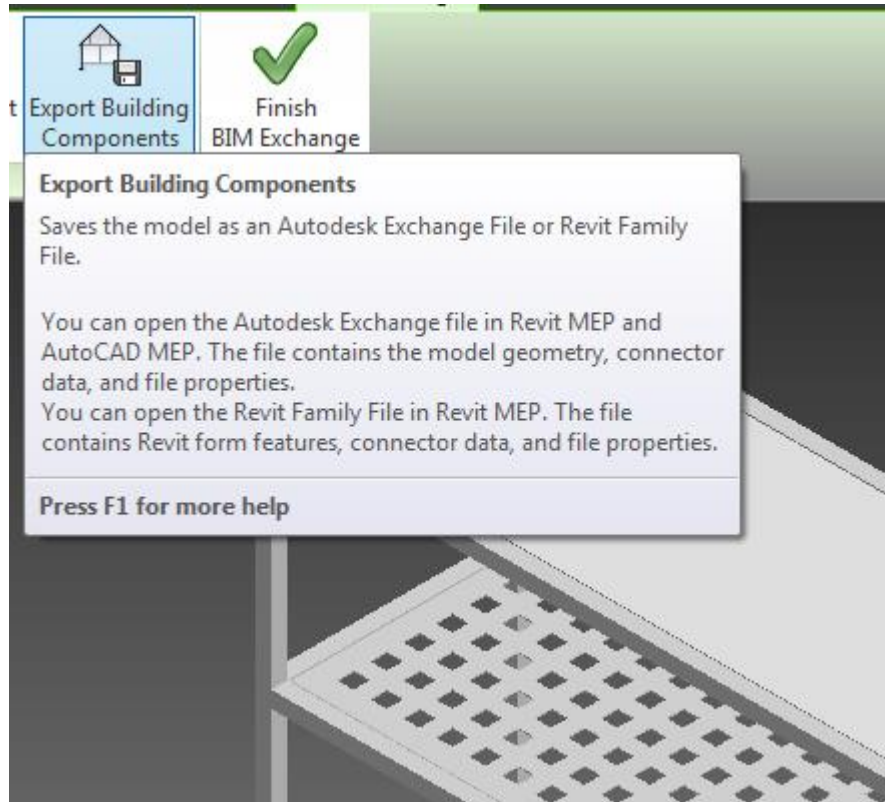 t Export Building
Components
Finish
BIM Exchange
Export Building Components
Saves the model as an Autodesk Exchange File or Revit Family
File.
You can open the Autodesk Exchange file in Revit MEP and
AutoCAD MEP. The file contains the model geometry, connector
data, and file properties.
You can open the Revit Family File in Revit MEP. The file
contains Revit form features, connector data, and file properties.
Press F1 for more help